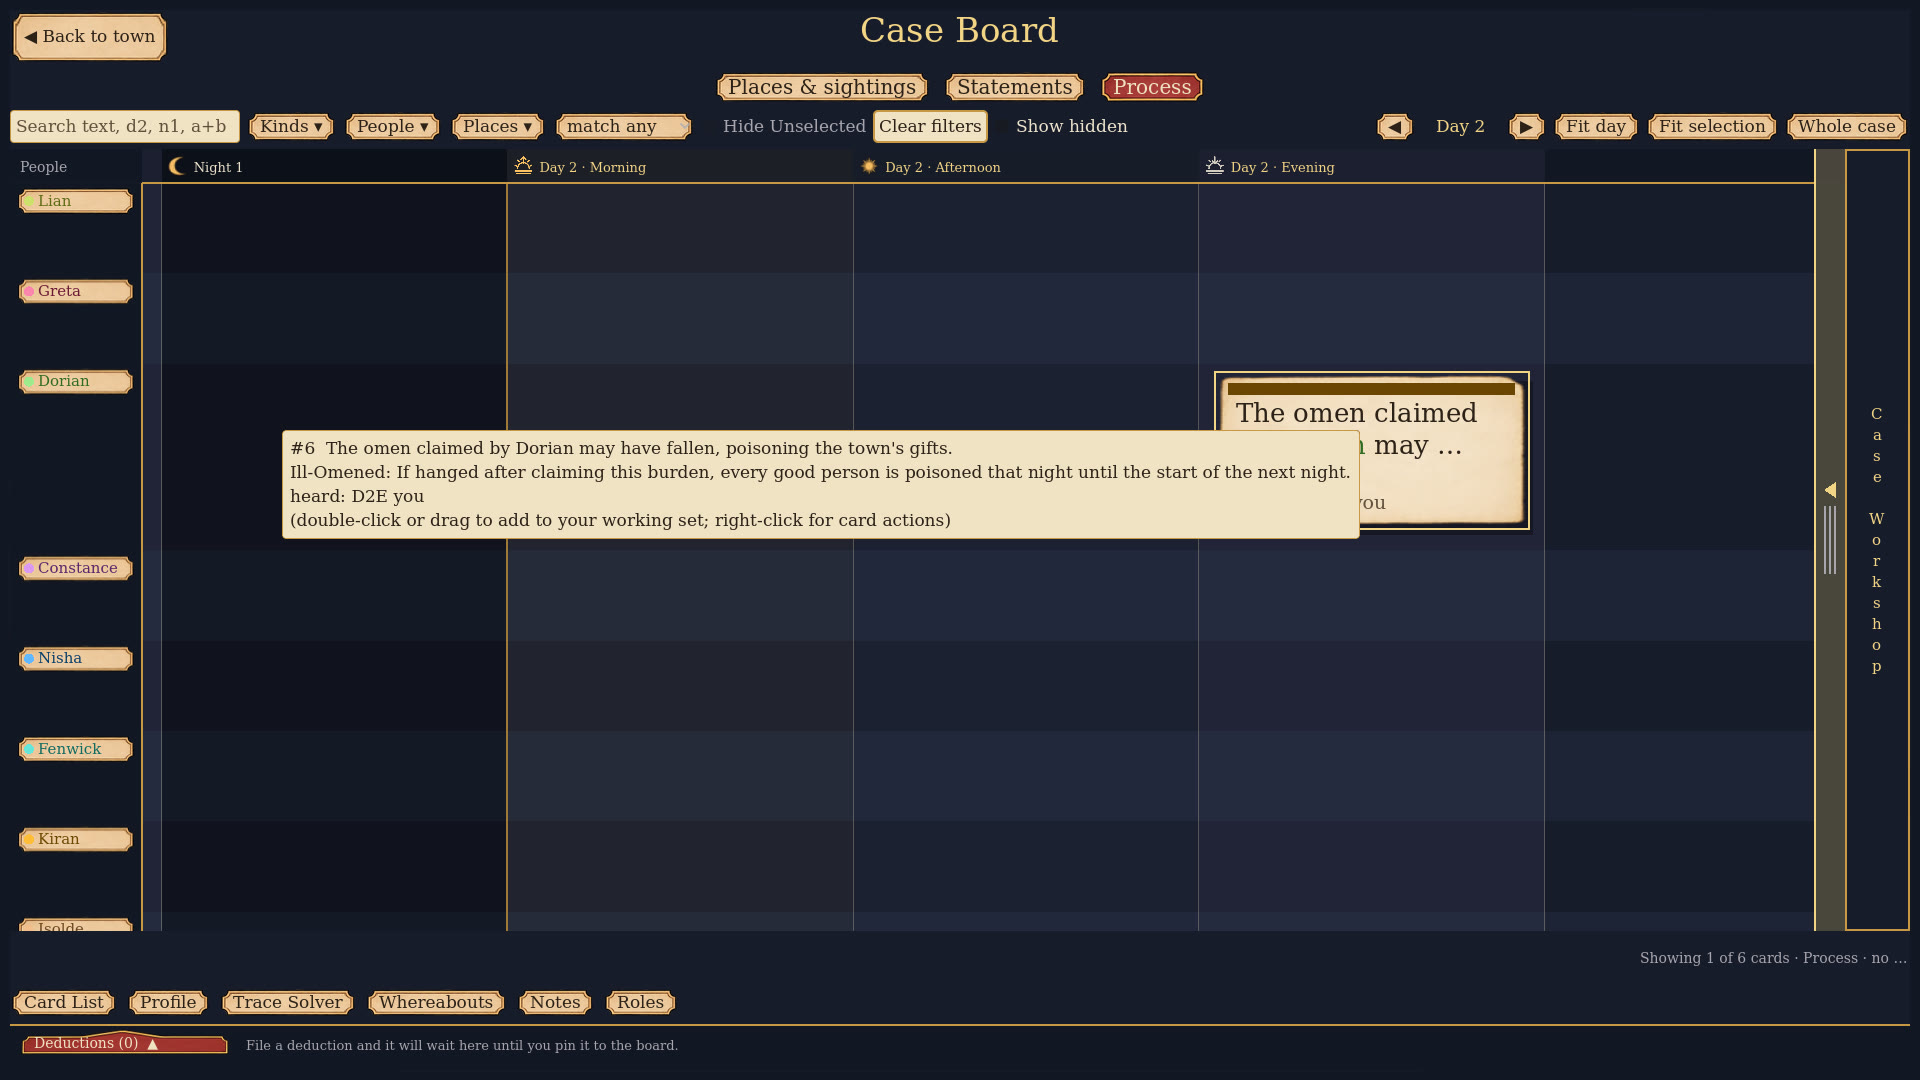 ◀ Back to town
Case Board
Places & sightings
Statements
Process
Search text, d2, n1, a+b
Kinds ▾
People ▾
Places ▾
match any
Hide Unselected
Clear filters
Show hidden
◀
Day 2
▶
Fit day
Fit selection
Whole case
People
Night 1
Day 2 · Morning
Day 2 · Afternoon
Day 2 · Evening
Lian
Greta
Dorian
The omen claimed
may ...
you
#6 The omen claimed by Dorian may have fallen, poisoning the town's gifts.
Ill-Omened: If hanged after claiming this burden, every good person is poisoned that night until the start of the next night.
heard: D2E you
(double-click or drag to add to your working set; right-click for card actions)
Constance
Nisha
Fenwick
Kiran
Isolde
Case Workshop
Showing 1 of 6 cards · Process · no ...
Card List
Profile
Trace Solver
Whereabouts
Notes
Roles
Deductions (0) ▲
File a deduction and it will wait here until you pin it to the board.